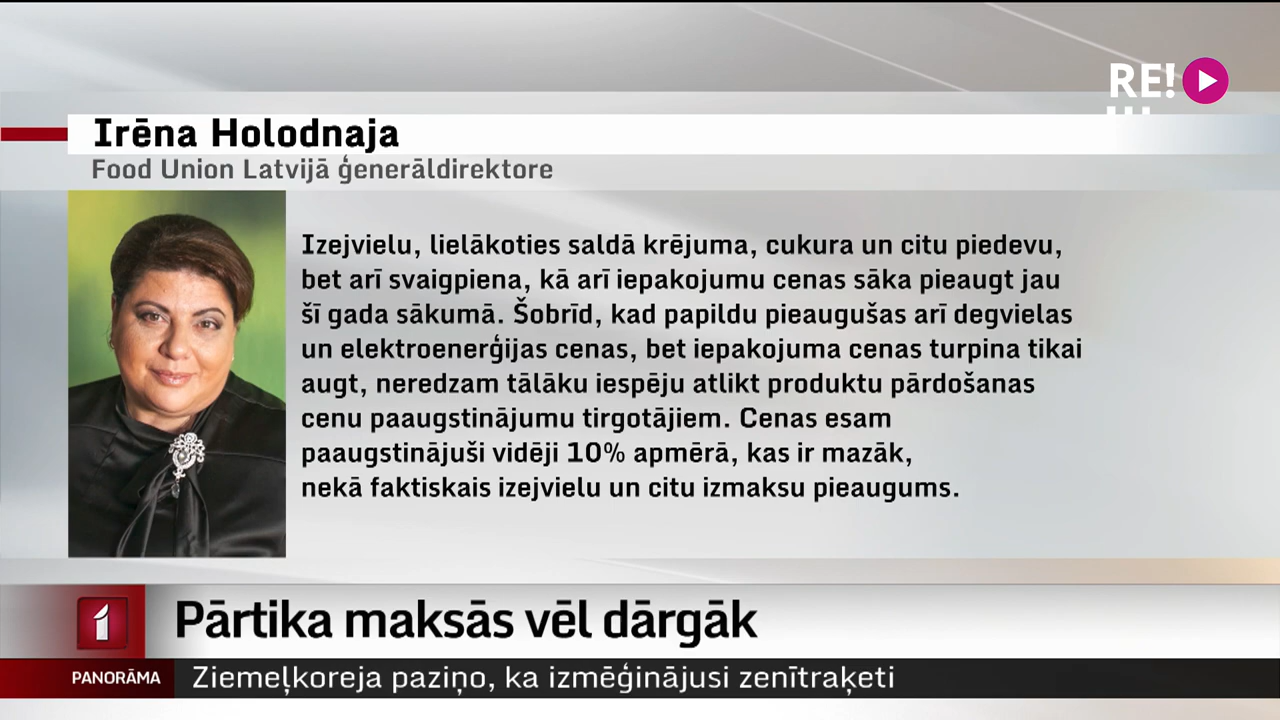 RE!
Irēna Holodnaja
Food Union Latvijā ģenerāldirektore
Izejvielu, lielākoties saldā krējuma, cukura un citu piedevu,
bet arī svaigpiena, kā arī iepakojumu cenas sāka pieaugt jau
šī gada sākumā. Šobrīd, kad papildu pieaugušas arī degvielas
un elektroenerģijas cenas, bet iepakojuma cenas turpina tikai
augt, neredzam tālāku iespēju atlikt produktu pārdošanas
cenu paaugstinājumu tirgotājiem. Cenas esam
paaugstinājuši vidēji 10% apmērā, kas ir mazāk,
nekā faktiskais izejvielu un citu izmaksu pieaugums.
1 Pārtika maksās vēl dārgāk
PANORĀMA Ziemeļkoreja paziņo, ka izmēģinājusi zenītraķeti